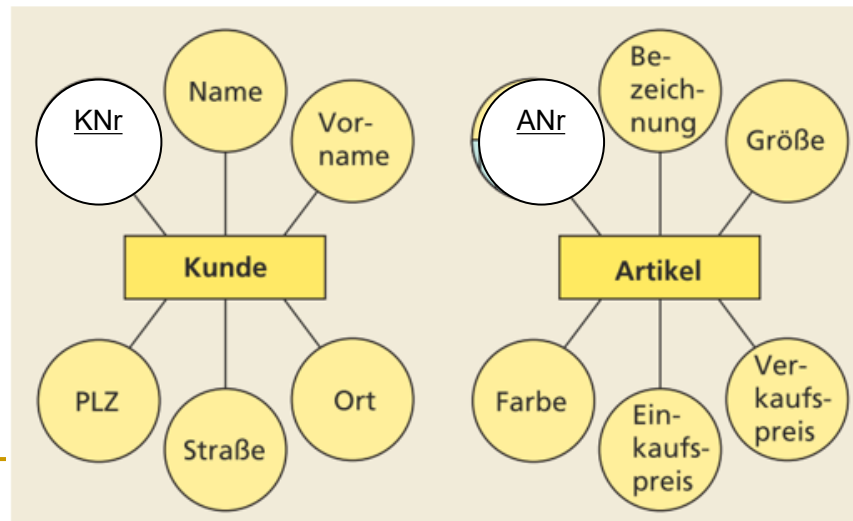 KNr
Name
Vor-
name
Kunde
PLZ
Straße
Ort
ANr
Be-
zeich-
nung
Größe
Artikel
Farbe
Ein-
kaufs-
preis
Ver-
kaufs-
preis